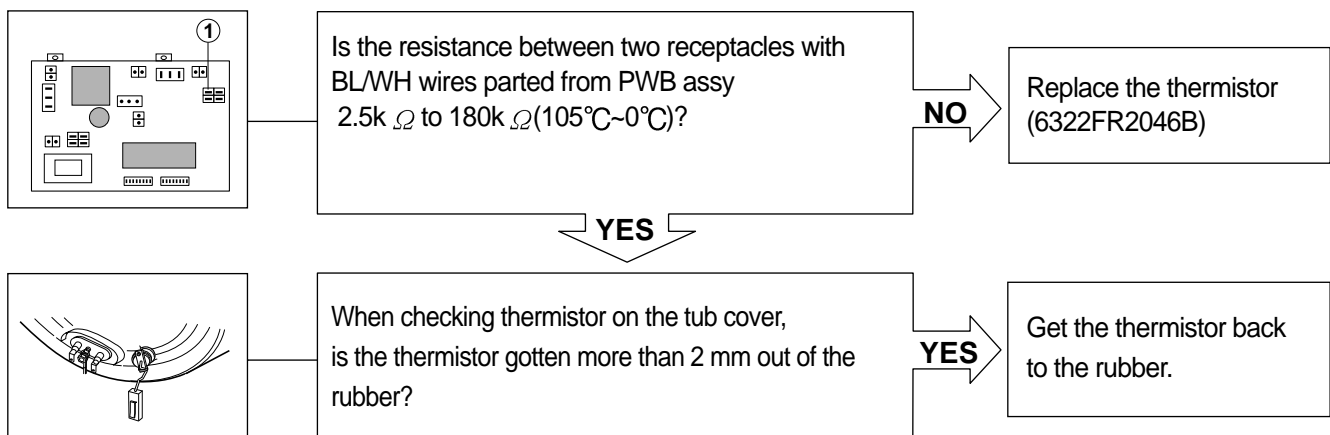 1
Is the resistance between two receptacles with
BL/WH wires parted from PWB assy
2.5k Ω to 180k Ω(105℃~0℃)?
NO
Replace the thermistor
(6322FR2046B)
YES
When checking thermistor on the tub cover,
is the thermistor gotten more than 2 mm out of the
rubber?
YES
Get the thermistor back
to the rubber.